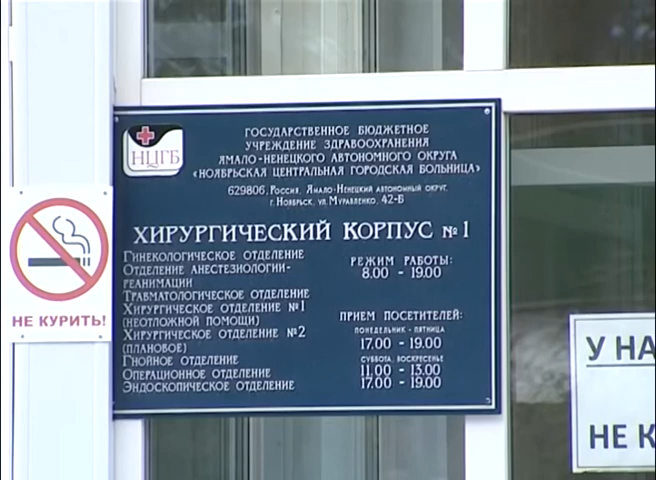 НЦГБ
ГОСУДАРСТВЕННОЕ БЮДЖЕТНОЕ
УЧРЕЖДЕНИЕ ЗДРАВООХРАНЕНИЯ
ЯМАЛО-НЕНЕЦКОГО АВТОНОМНОГО ОКРУГА
«НОЯБРЬСКАЯ ЦЕНТРАЛЬНАЯ ГОРОДСКАЯ БОЛЬНИЦА»
629806, Россия, Ямало-Ненецкий автономный округ,
г. Ноябрьск, ул. Муравленко, 42-Б
ХИРУРГИЧЕСКИЙ КОРПУС №1
ГИНЕКОЛОГИЧЕСКОЕ ОТДЕЛЕНИЕ
ОТДЕЛЕНИЕ АНЕСТЕЗИОЛОГИИ-
РЕАНИМАЦИИ
ТРАВМАТОЛОГИЧЕСКОЕ ОТДЕЛЕНИЕ
ХИРУРГИЧЕСКОЕ ОТДЕЛЕНИЕ №1
(НЕОТЛОЖНОЙ ПОМОЩИ)
ХИРУРГИЧЕСКОЕ ОТДЕЛЕНИЕ №2
(ПЛАНОВОЕ)
ГНОЙНОЕ ОТДЕЛЕНИЕ
ОПЕРАЦИОННОЕ ОТДЕЛЕНИЕ
ЭНДОСКОПИЧЕСКОЕ ОТДЕЛЕНИЕ
РЕЖИМ РАБОТЫ:
8.00 - 19.00
ПРИЕМ ПОСЕТИТЕЛЕЙ:
ПОНЕДЕЛЬНИК - ПЯТНИЦА
17.00 - 19.00
СУББОТА, ВОСКРЕСЕНЬЕ
11.00 - 13.00
17.00 - 19.00
НЕ КУРИТЬ!
У НА
НЕ К